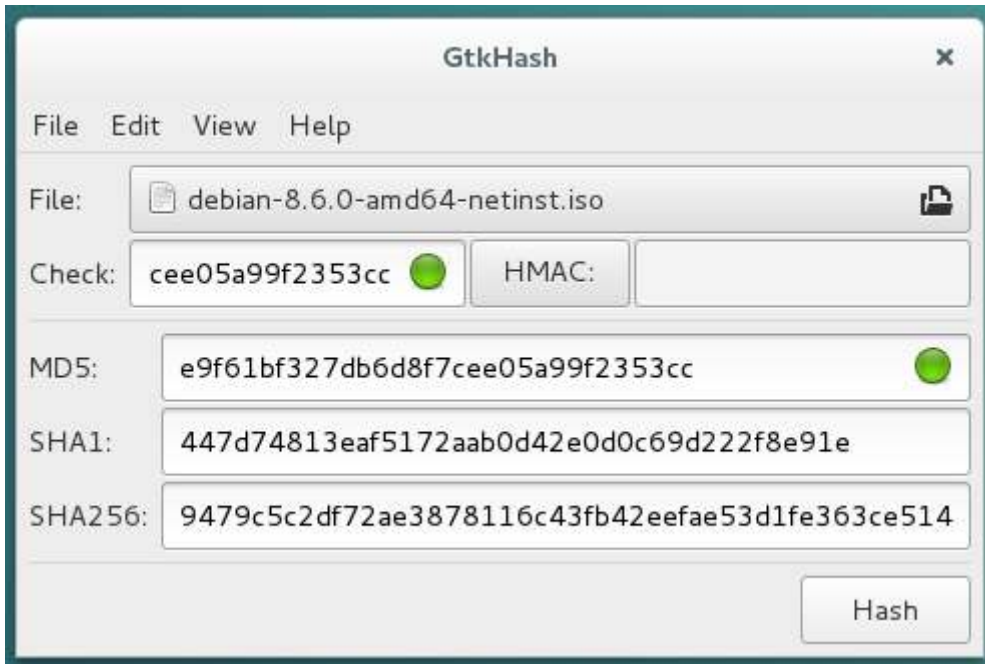 GtkHash
File Edit View Help
File: debian-8.6.0-amd64-netinst.iso
Check: cee05a99f2353cc HMAC:
MD5: e9f61bf327db6d8f7cee05a99f2353cc
SHA1: 447d74813eaf5172aab0d42e0d0c69d222f8e91e
SHA256: 9479c5c2df72ae3878116c43fb42eefae53d1fe363ce514
Hash